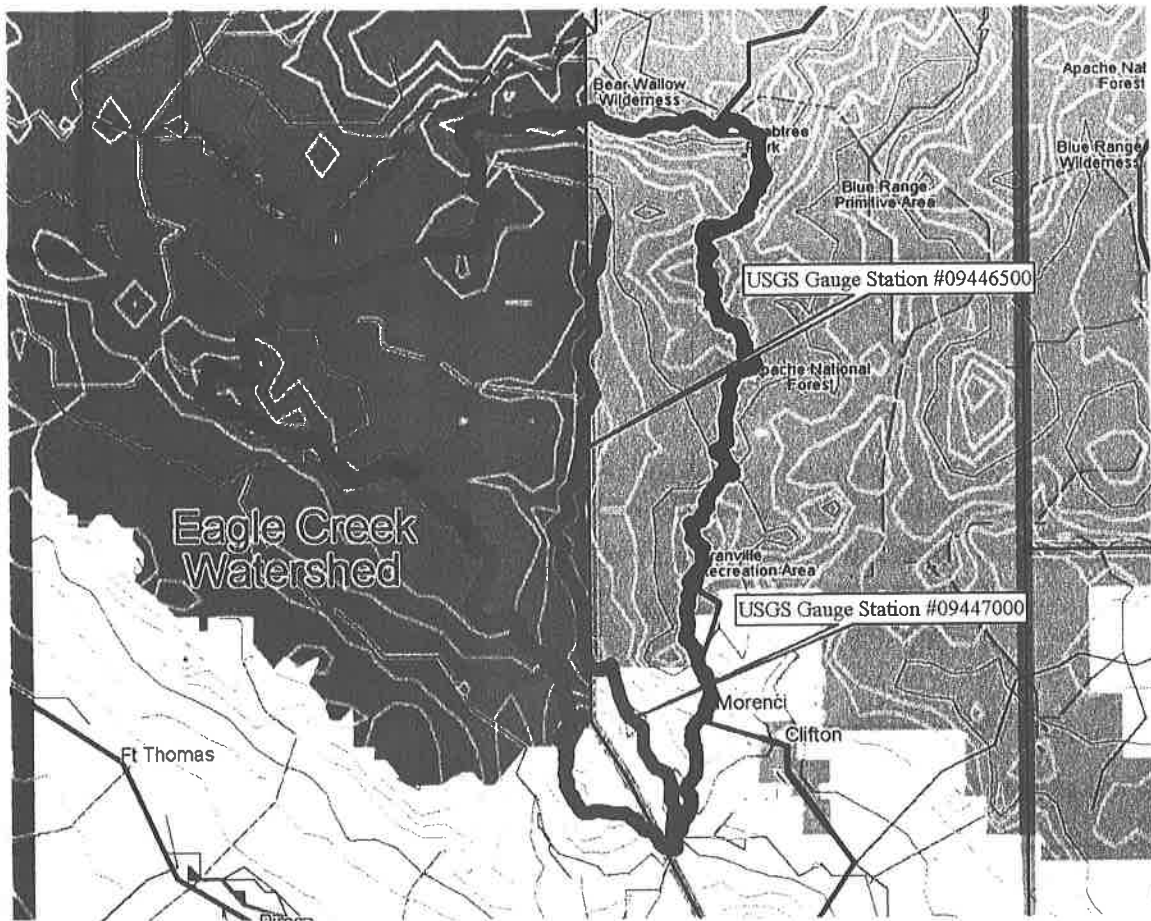 Bear Wallow
Wilderness
Apache Nat
Forest
Blue Range
Wilderness
Blue Range
Primitive Area
USGS Gauge Station #09446500
Apache National
Forest
Eagle Creek
Watershed
Recreation Area
USGS Gauge Station #09447000
Morenci
Clifton
Ft Thomas